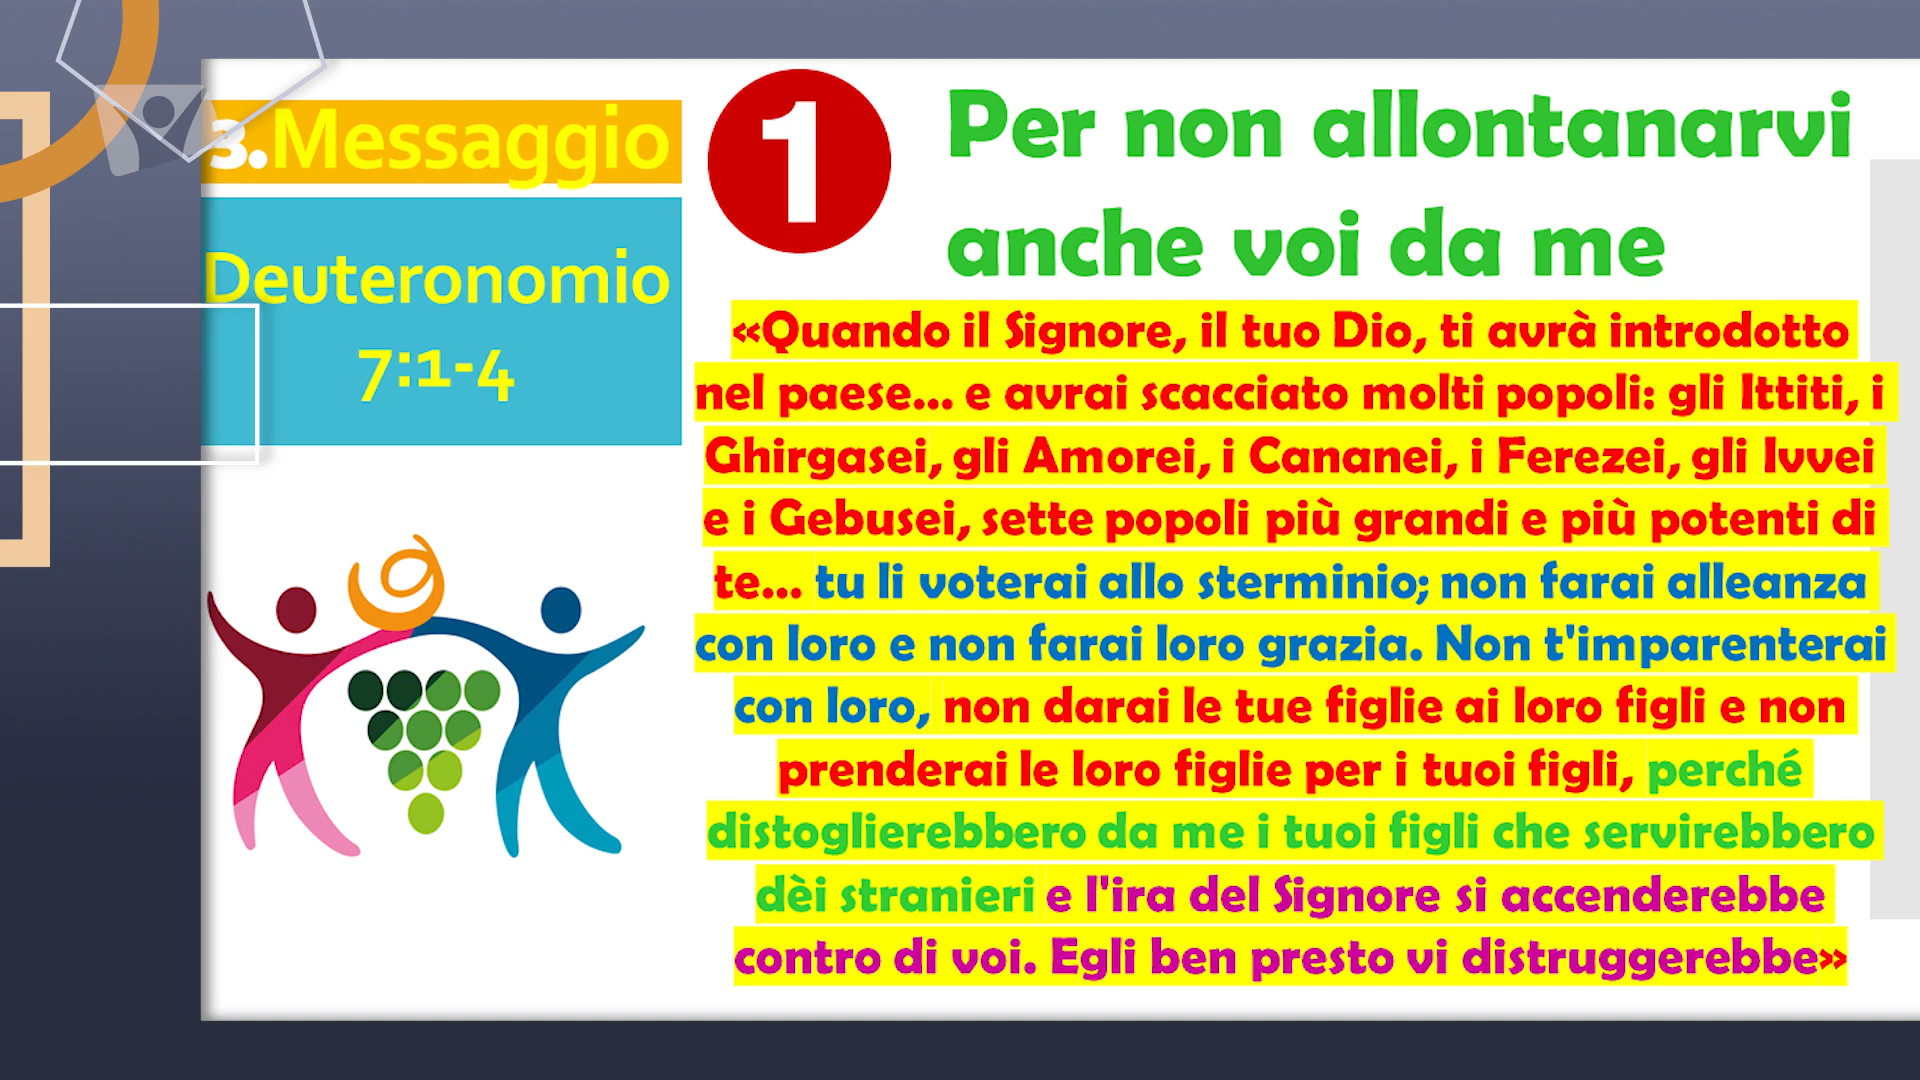 3.Messaggio
Deuteronomio
7:1-4
1
Per non allontanarvi
anche voi da me
«Quando il Signore, il tuo Dio, ti avrà introdotto
nel paese... e avrai scacciato molti popoli: gli Ittiti, i
Ghirgasei, gli Amorei, i Cananei, i Ferezei, gli Ivvei
e i Gebusei, sette popoli più grandi e più potenti di
te... tu li voterai allo sterminio; non farai alleanza
con loro e non farai loro grazia. Non t'imparenterai
con loro, non darai le tue figlie ai loro figli e non
prenderai le loro figlie per i tuoi figli, perché
distoglierebbero da me i tuoi figli che servirebbero
dèi stranieri e l'ira del Signore si accenderebbe
contro di voi. Egli ben presto vi distruggerebbe»